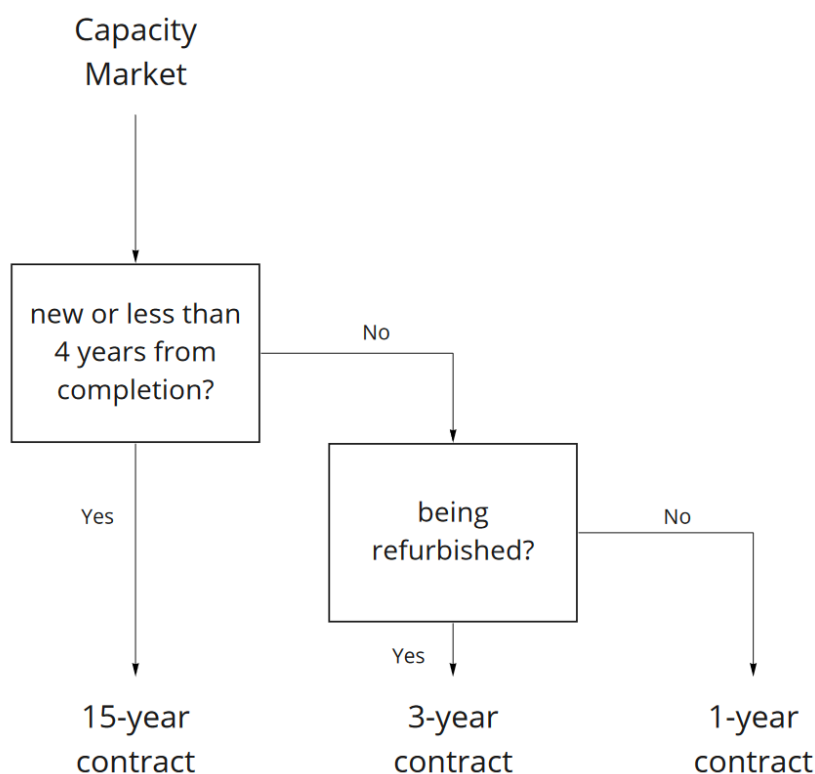 Capacity
Market
new or less than
4 years from
completion?
No
Yes
being
refurbished?
No
Yes
15-year
contract
3-year
contract
1-year
contract